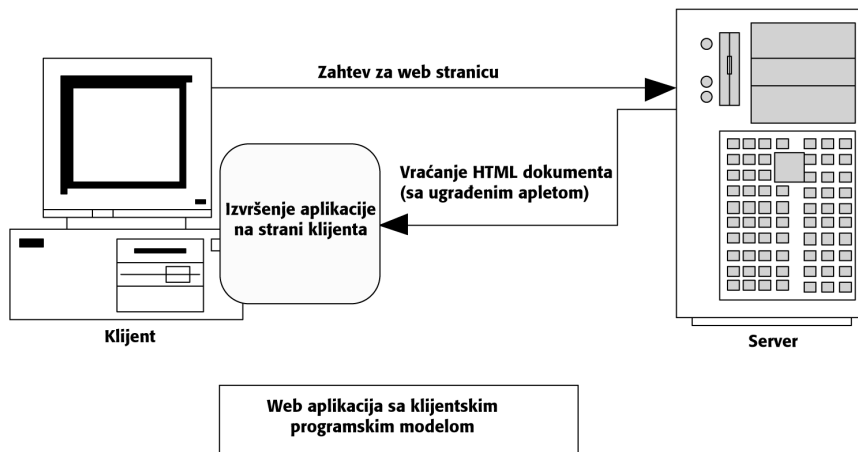 Zahtev za web stranicu
Vraćanje HTML dokumenta
(sa ugrađenim apletom)
Izvršenje aplikacije
na strani klijenta
Klijent
Server
Web aplikacija sa klijentskim
programskim modelom